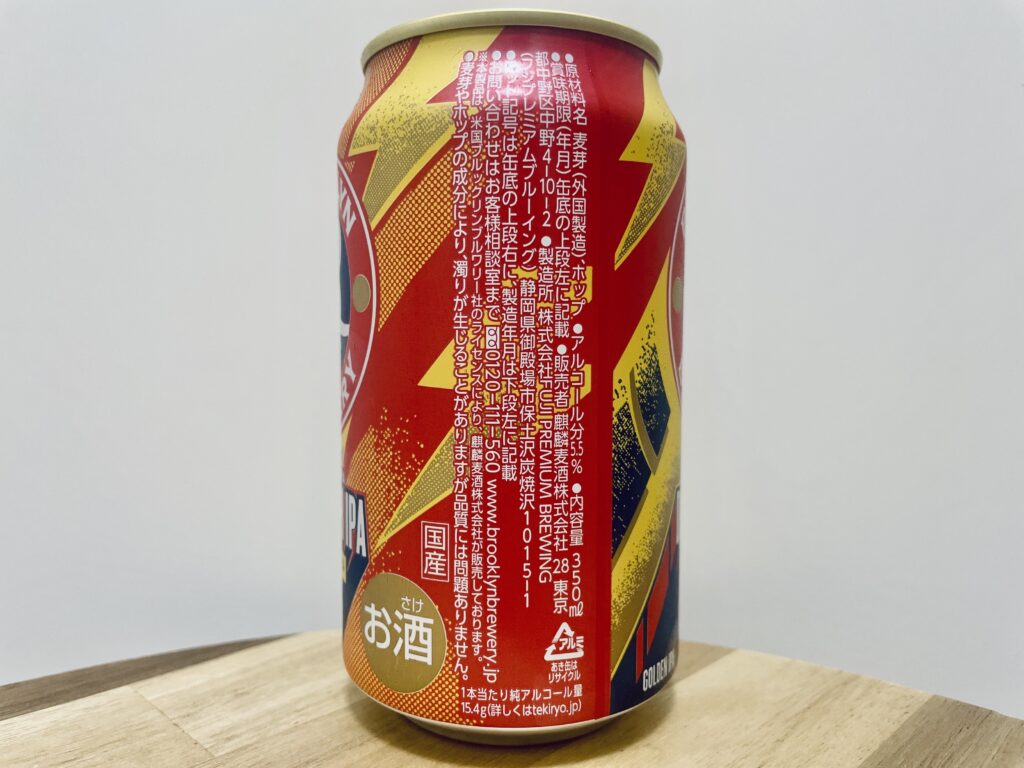 ●原材料名 麦芽(外国製造)、ホップ ●アルコール分5.5% ●内容量 350㎖
●賞味期限(年月)缶底の上段左に記載 ●販売者 麒麟麦酒株式会社 28 東京
都中野区中野4-10-2 ●製造所 株式会社FUJI PREMIUM BREWING
(フジプレミアムブルーイング) 静岡県御殿場市保土沢炭焼沢1015-1
●ロット記号は缶底の上段右に、製造年月は下段左に記載
●お問い合わせはお客様相談室まで 0120-111-560 www.brooklynbrewery.jp
※本製品は、米国ブルックリンブルワリー社のライセンスにより、麒麟麦酒株式会社が販売しております。
●麦芽やホップの成分により、濁りが生じることがありますが品質には問題ありません。
国産
さけ
お酒
アルミ
あき缶は
リサイクル
1本当たり純アルコール量
15.4g(詳しくはtekiryo.jp)
IPA
GOLDEN IPA